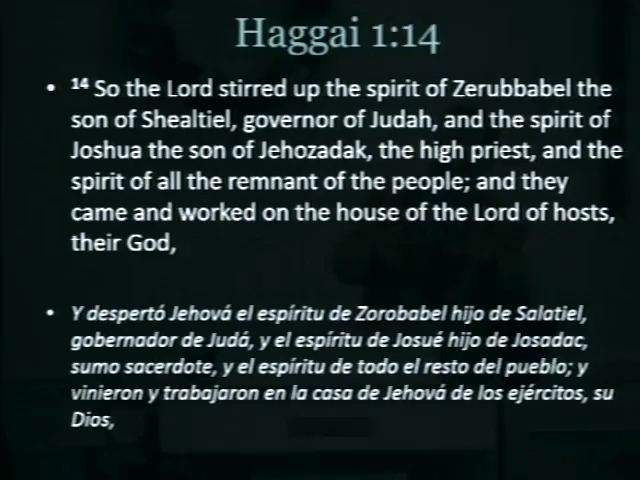 Haggai 1:14
• 14 So the Lord stirred up the spirit of Zerubbabel the
son of Shealtiel, governor of Judah, and the spirit of
Joshua the son of Jehozadak, the high priest, and the
spirit of all the remnant of the people; and they
came and worked on the house of the Lord of hosts,
their God,
• Y despertó Jehová el espíritu de Zorobabel hijo de Salatiel,
gobernador de Judá, y el espíritu de Josué hijo de Josadac,
sumo sacerdote, y el espíritu de todo el resto del pueblo; y
vinieron y trabajaron en la casa de Jehová de los ejércitos, su
Dios,